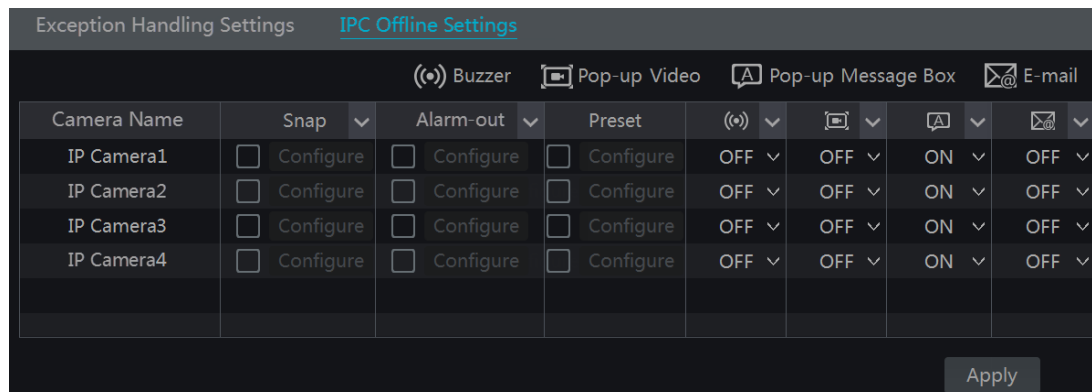 Exception Handling Settings IPC Offline Settings
Buzzer Pop-up Video A Pop-up Message Box E-mail
Camera Name Snap Alarm-out Preset A
IP Camera1 Configure Configure Configure OFF OFF ON OFF
IP Camera2 Configure Configure Configure OFF OFF ON OFF
IP Camera3 Configure Configure Configure OFF OFF ON OFF
IP Camera4 Configure Configure Configure OFF OFF ON OFF
Apply